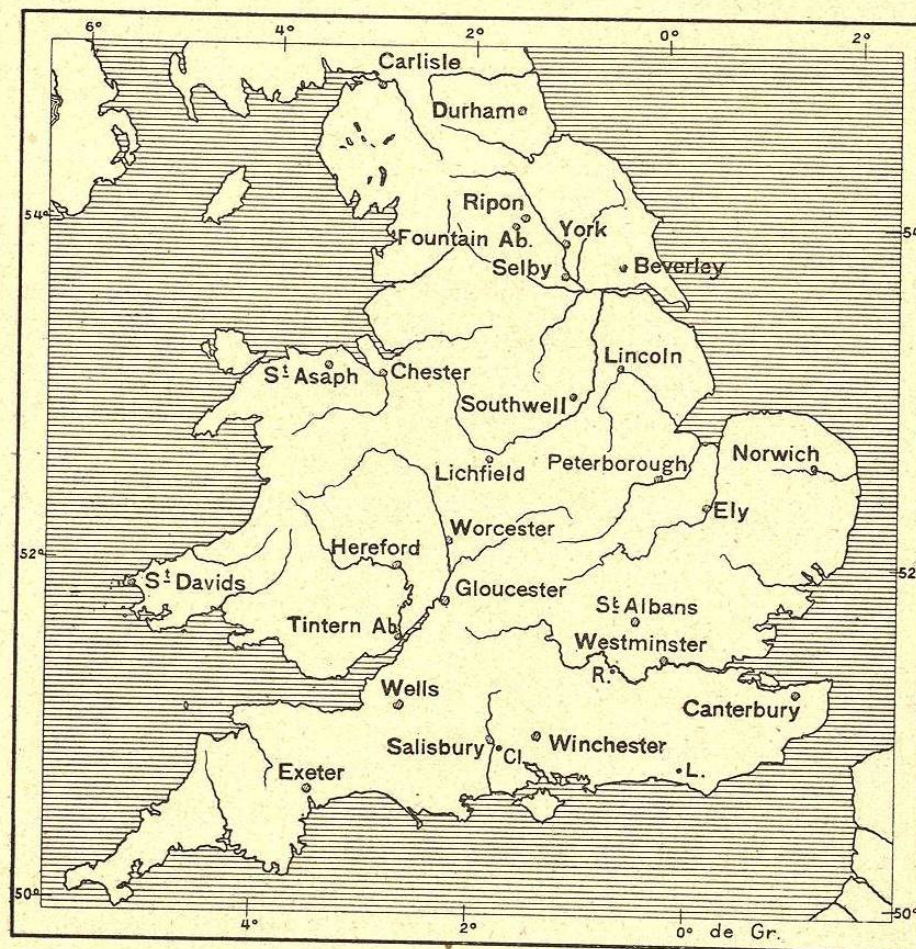 6° 4° 2° 0° 2°
Carlisle
Durham
Ripon
54°
York
54
Fountain Ab.
Selby
Beverley
Lincoln
St Asaph
Chester
Southwell
Norwich
Peterborough
Lichfield
Ely
Worcester
Hereford
52°
52
St Davids
Gloucester
St Albans
Tintern Ab.
Westminster
R.
Wells
Canterbury
Salisbury
Winchester
Cl.
L.
Exeter
50°
50°
4° 2° 0° de Gr.